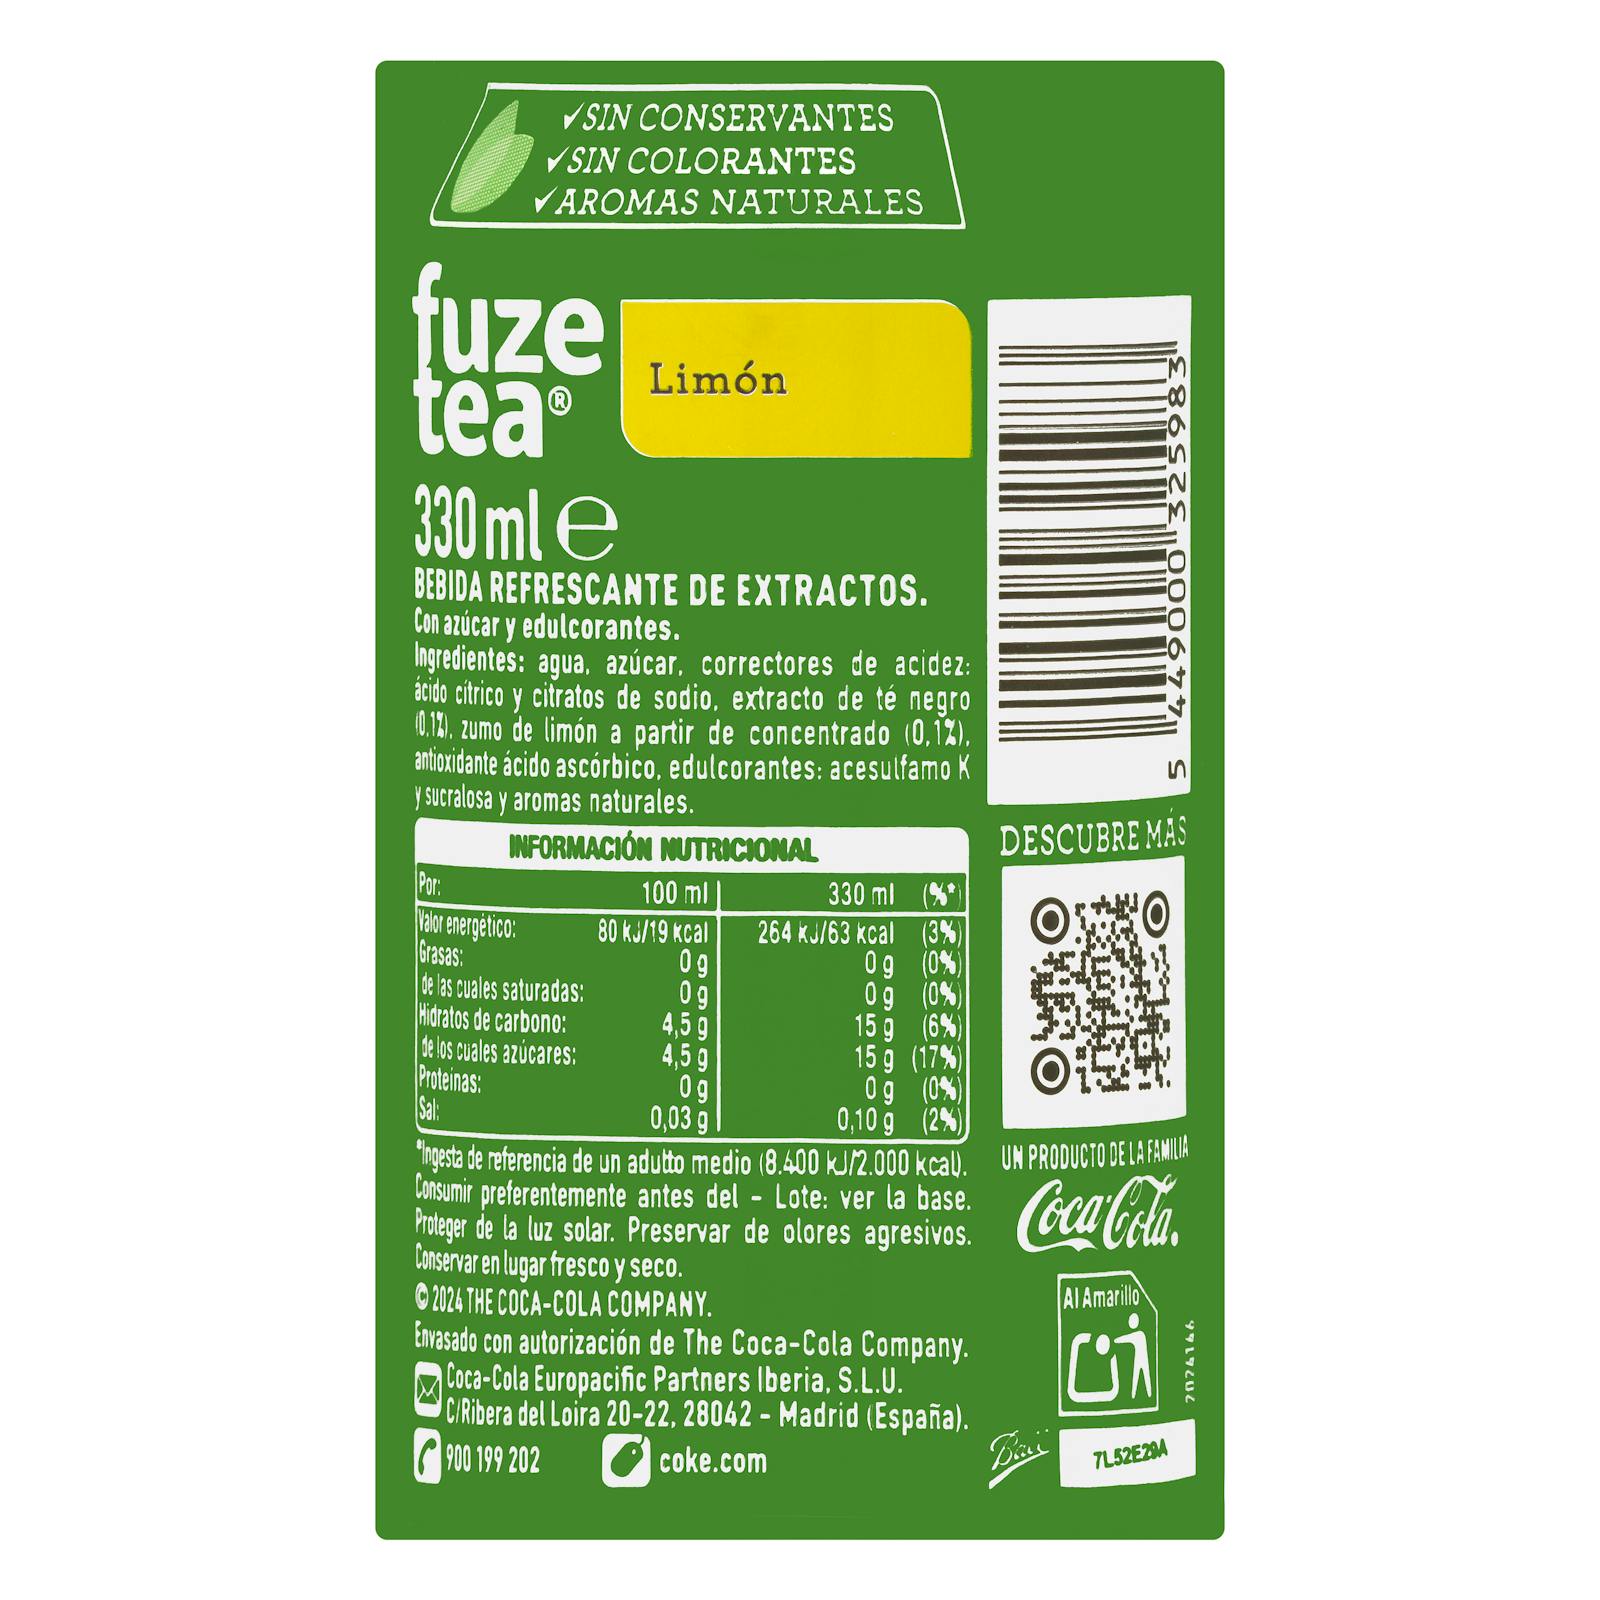 ✓SIN CONSERVANTES
✓SIN COLORANTES
✓AROMAS NATURALES
fuze
tea®
Limón
330 ml e
BEBIDA REFRESCANTE DE EXTRACTOS.
Con azúcar y edulcorantes.
Ingredientes: agua, azúcar, correctores de acidez:
ácido cítrico y citratos de sodio, extracto de té negro
(0,1%), zumo de limón a partir de concentrado (0,1%),
antioxidante ácido ascórbico, edulcorantes: acesulfamo K
y sucralosa y aromas naturales.
INFORMACIÓN NUTRICIONAL
Por: 100 ml 330 ml (%*)
Valor energético: 80 kJ/19 kcal 264 kJ/63 kcal (3%)
Grasas: 0 g 0 g (0%)
de las cuales saturadas: 0 g 0 g (0%)
Hidratos de carbono: 4,5 g 15 g (6%)
de los cuales azúcares: 4,5 g 15 g (17%)
Proteínas: 0 g 0 g (0%)
Sal: 0,03 g 0,10 g (2%)
*Ingesta de referencia de un adulto medio (8.400 kJ/2.000 kcal).
Consumir preferentemente antes del - Lote: ver la base.
Proteger de la luz solar. Preservar de olores agresivos.
Conservar en lugar fresco y seco.
© 2024 THE COCA-COLA COMPANY.
Envasado con autorización de The Coca-Cola Company.
Coca-Cola Europacific Partners Iberia, S.L.U.
C/Ribera del Loira 20-22, 28042 - Madrid (España).
900 199 202 coke.com
5 449000 325983
DESCUBRE MÁS
UN PRODUCTO DE LA FAMILIA
Coca-Cola.
Al Amarillo
2024146
Ball
7L52E29A